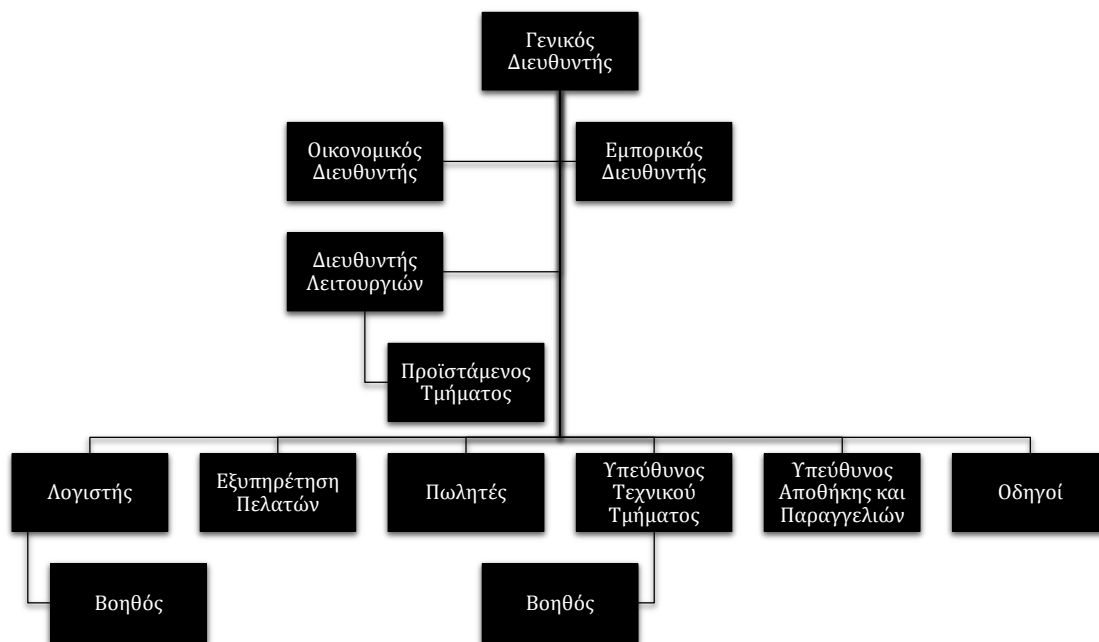 Γενικός
Διευθυντής
Οικονομικός
Διευθυντής
Εμπορικός
Διευθυντής
Διευθυντής
Λειτουργιών
Προϊστάμενος
Τμήματος
Λογιστής
Εξυπηρέτηση
Πελατών
Πωλητές
Υπεύθυνος
Τεχνικού
Τμήματος
Υπεύθυνος
Αποθήκης και
Παραγγελιών
Οδηγοί
Βοηθός
Βοηθός